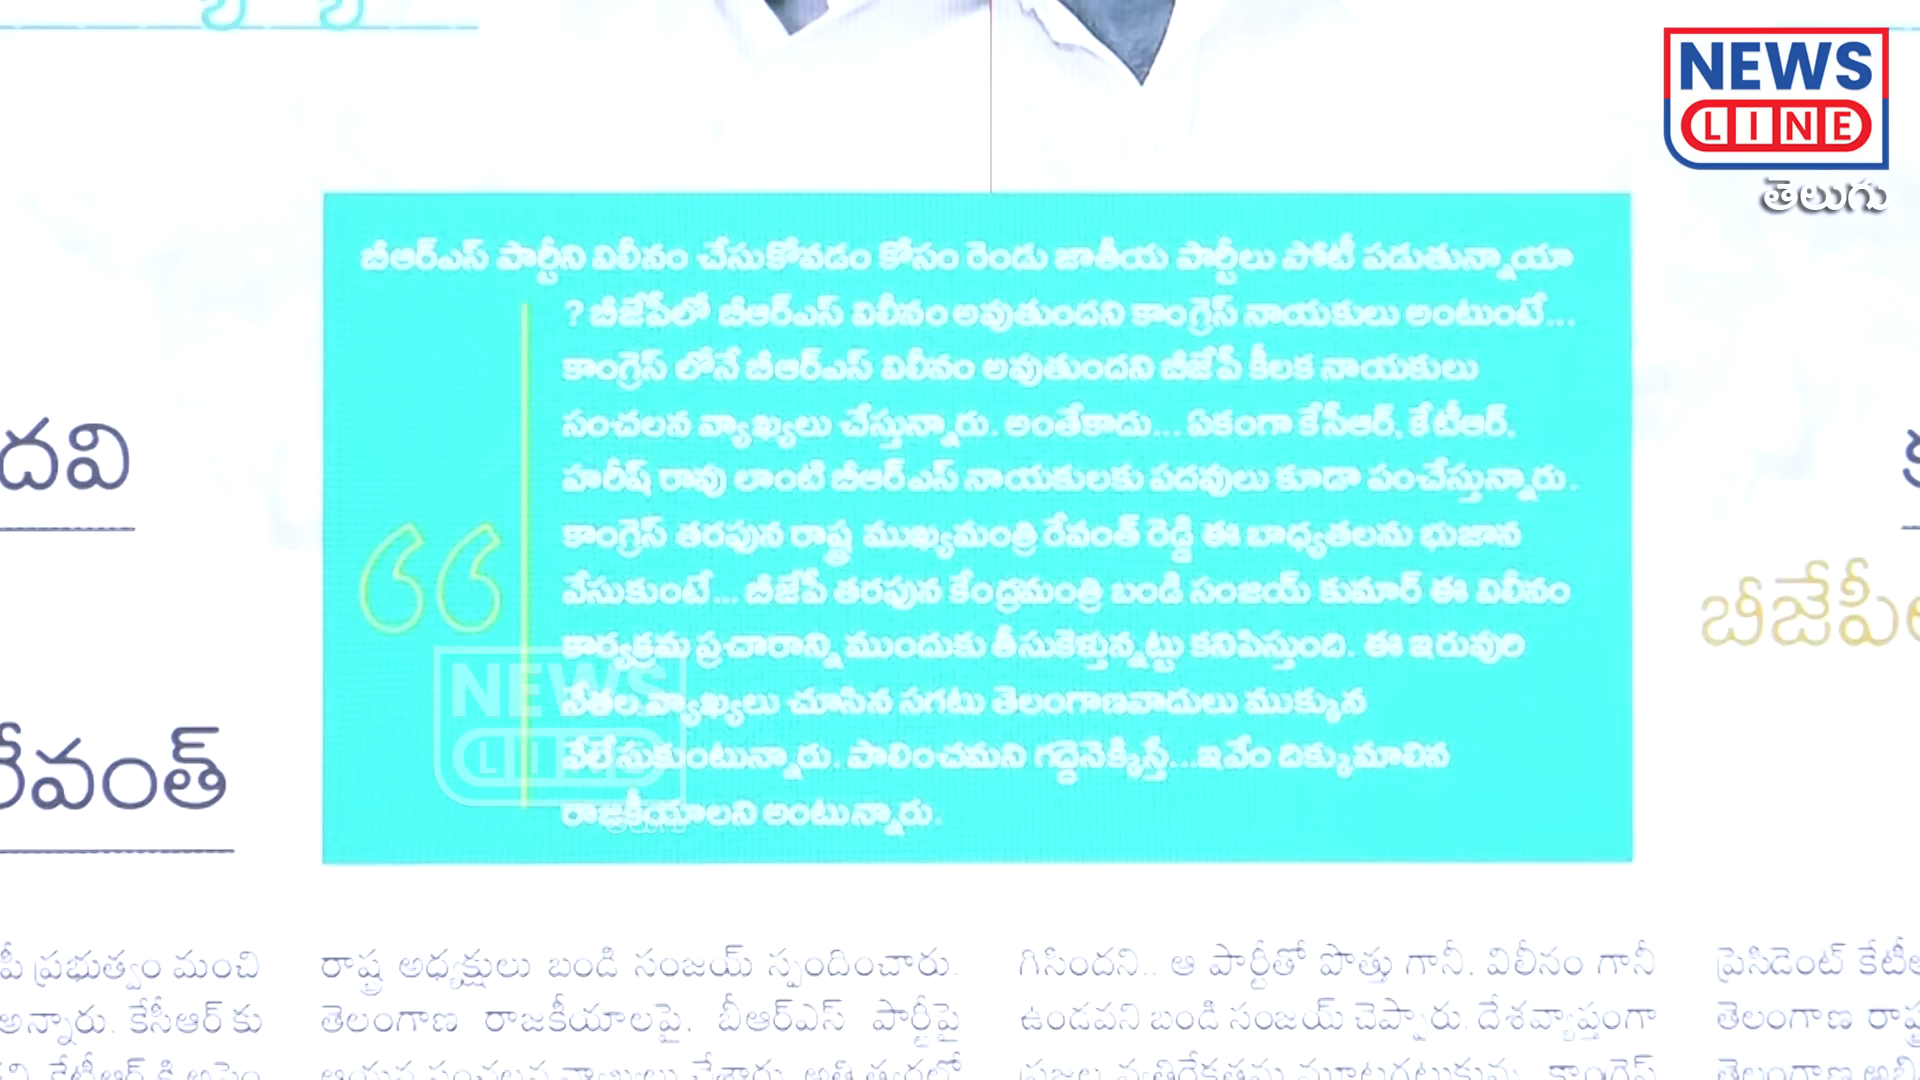 NEWS
LINE
తెలుగు
బీఆర్ఎస్ పార్టీని విలీనం చేసుకోవడం కోసం రెండు జాతీయ పార్టీలు పోటీ పడుతున్నాయా
? బీజేపీలో బీఆర్ఎస్ విలీనం అవుతుందని కాంగ్రెస్ నాయకులు అంటుంటే...
కాంగ్రెస్ లోనే బీఆర్ఎస్ విలీనం అవుతుందని బీజేపీ కీలక నాయకులు
సంచలన వ్యాఖ్యలు చేస్తున్నారు. అంతేకాదు... ఏకంగా కేసీఆర్, కేటీఆర్,
హరీష్ రావు లాంటి బీఆర్ఎస్ నాయకులకు పదవులు కూడా పంచేస్తున్నారు.
కాంగ్రెస్ తరపున రాష్ట్ర ముఖ్యమంత్రి రేవంత్ రెడ్డి ఈ బాధ్యతలను భుజాన
వేసుకుంటే... బీజేపీ తరపున కేంద్రమంత్రి బండి సంజయ్ కుమార్ ఈ విలీనం
కార్యక్రమ ప్రచారాన్ని ముందుకు తీసుకెళ్తున్నట్టు కనిపిస్తుంది. ఈ ఇరువురి
నేతల వ్యాఖ్యలు చూసిన సగటు తెలంగాణవాదులు ముక్కున
వేలేసుకుంటున్నారు. పాలించమని గద్దెనెక్కిస్తే...ఇవేం దిక్కుమాలిన
రాజకీయాలని అంటున్నారు.
NEWS
LINE
తెలుగు
దవి
రేవంత్
ప్రభుత్వం మంచి
అన్నారు. కేసీఆర్ కు
రాష్ట్ర అధ్యక్షులు బండి సంజయ్ స్పందించారు.
తెలంగాణ రాజకీయాలపై, బీఆర్ఎస్ పార్టీపై
గిసిందని.. ఆ పార్టీతో పొత్తు గానీ, విలీనం గానీ
ఉండవని బండి సంజయ్ చెప్పారు. దేశవ్యాప్తంగా
ప్రెసిడెంట్
తెలంగాణ